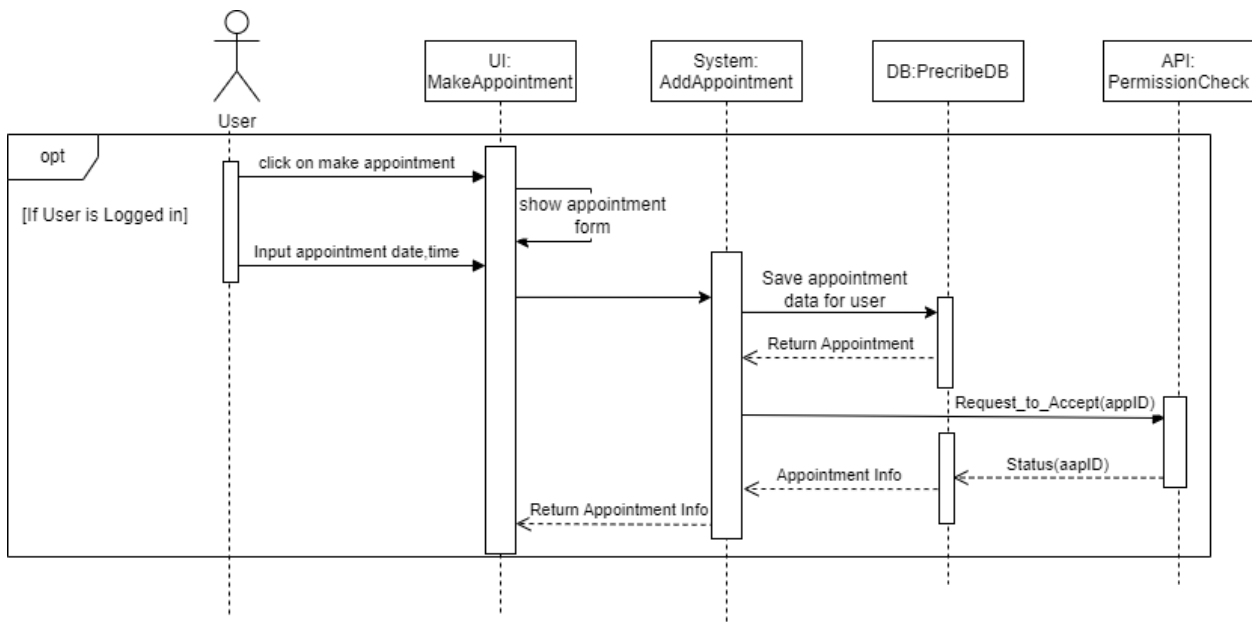 User
UI:
MakeAppointment
System:
AddAppointment
DB:PrecribeDB
API:
PermissionCheck
opt
[If User is Logged in]
click on make appointment
show appointment
form
Input appointment date,time
Save appointment
data for user
Return Appointment
Request_to_Accept(appID)
Status(aapID)
Appointment Info
Return Appointment Info